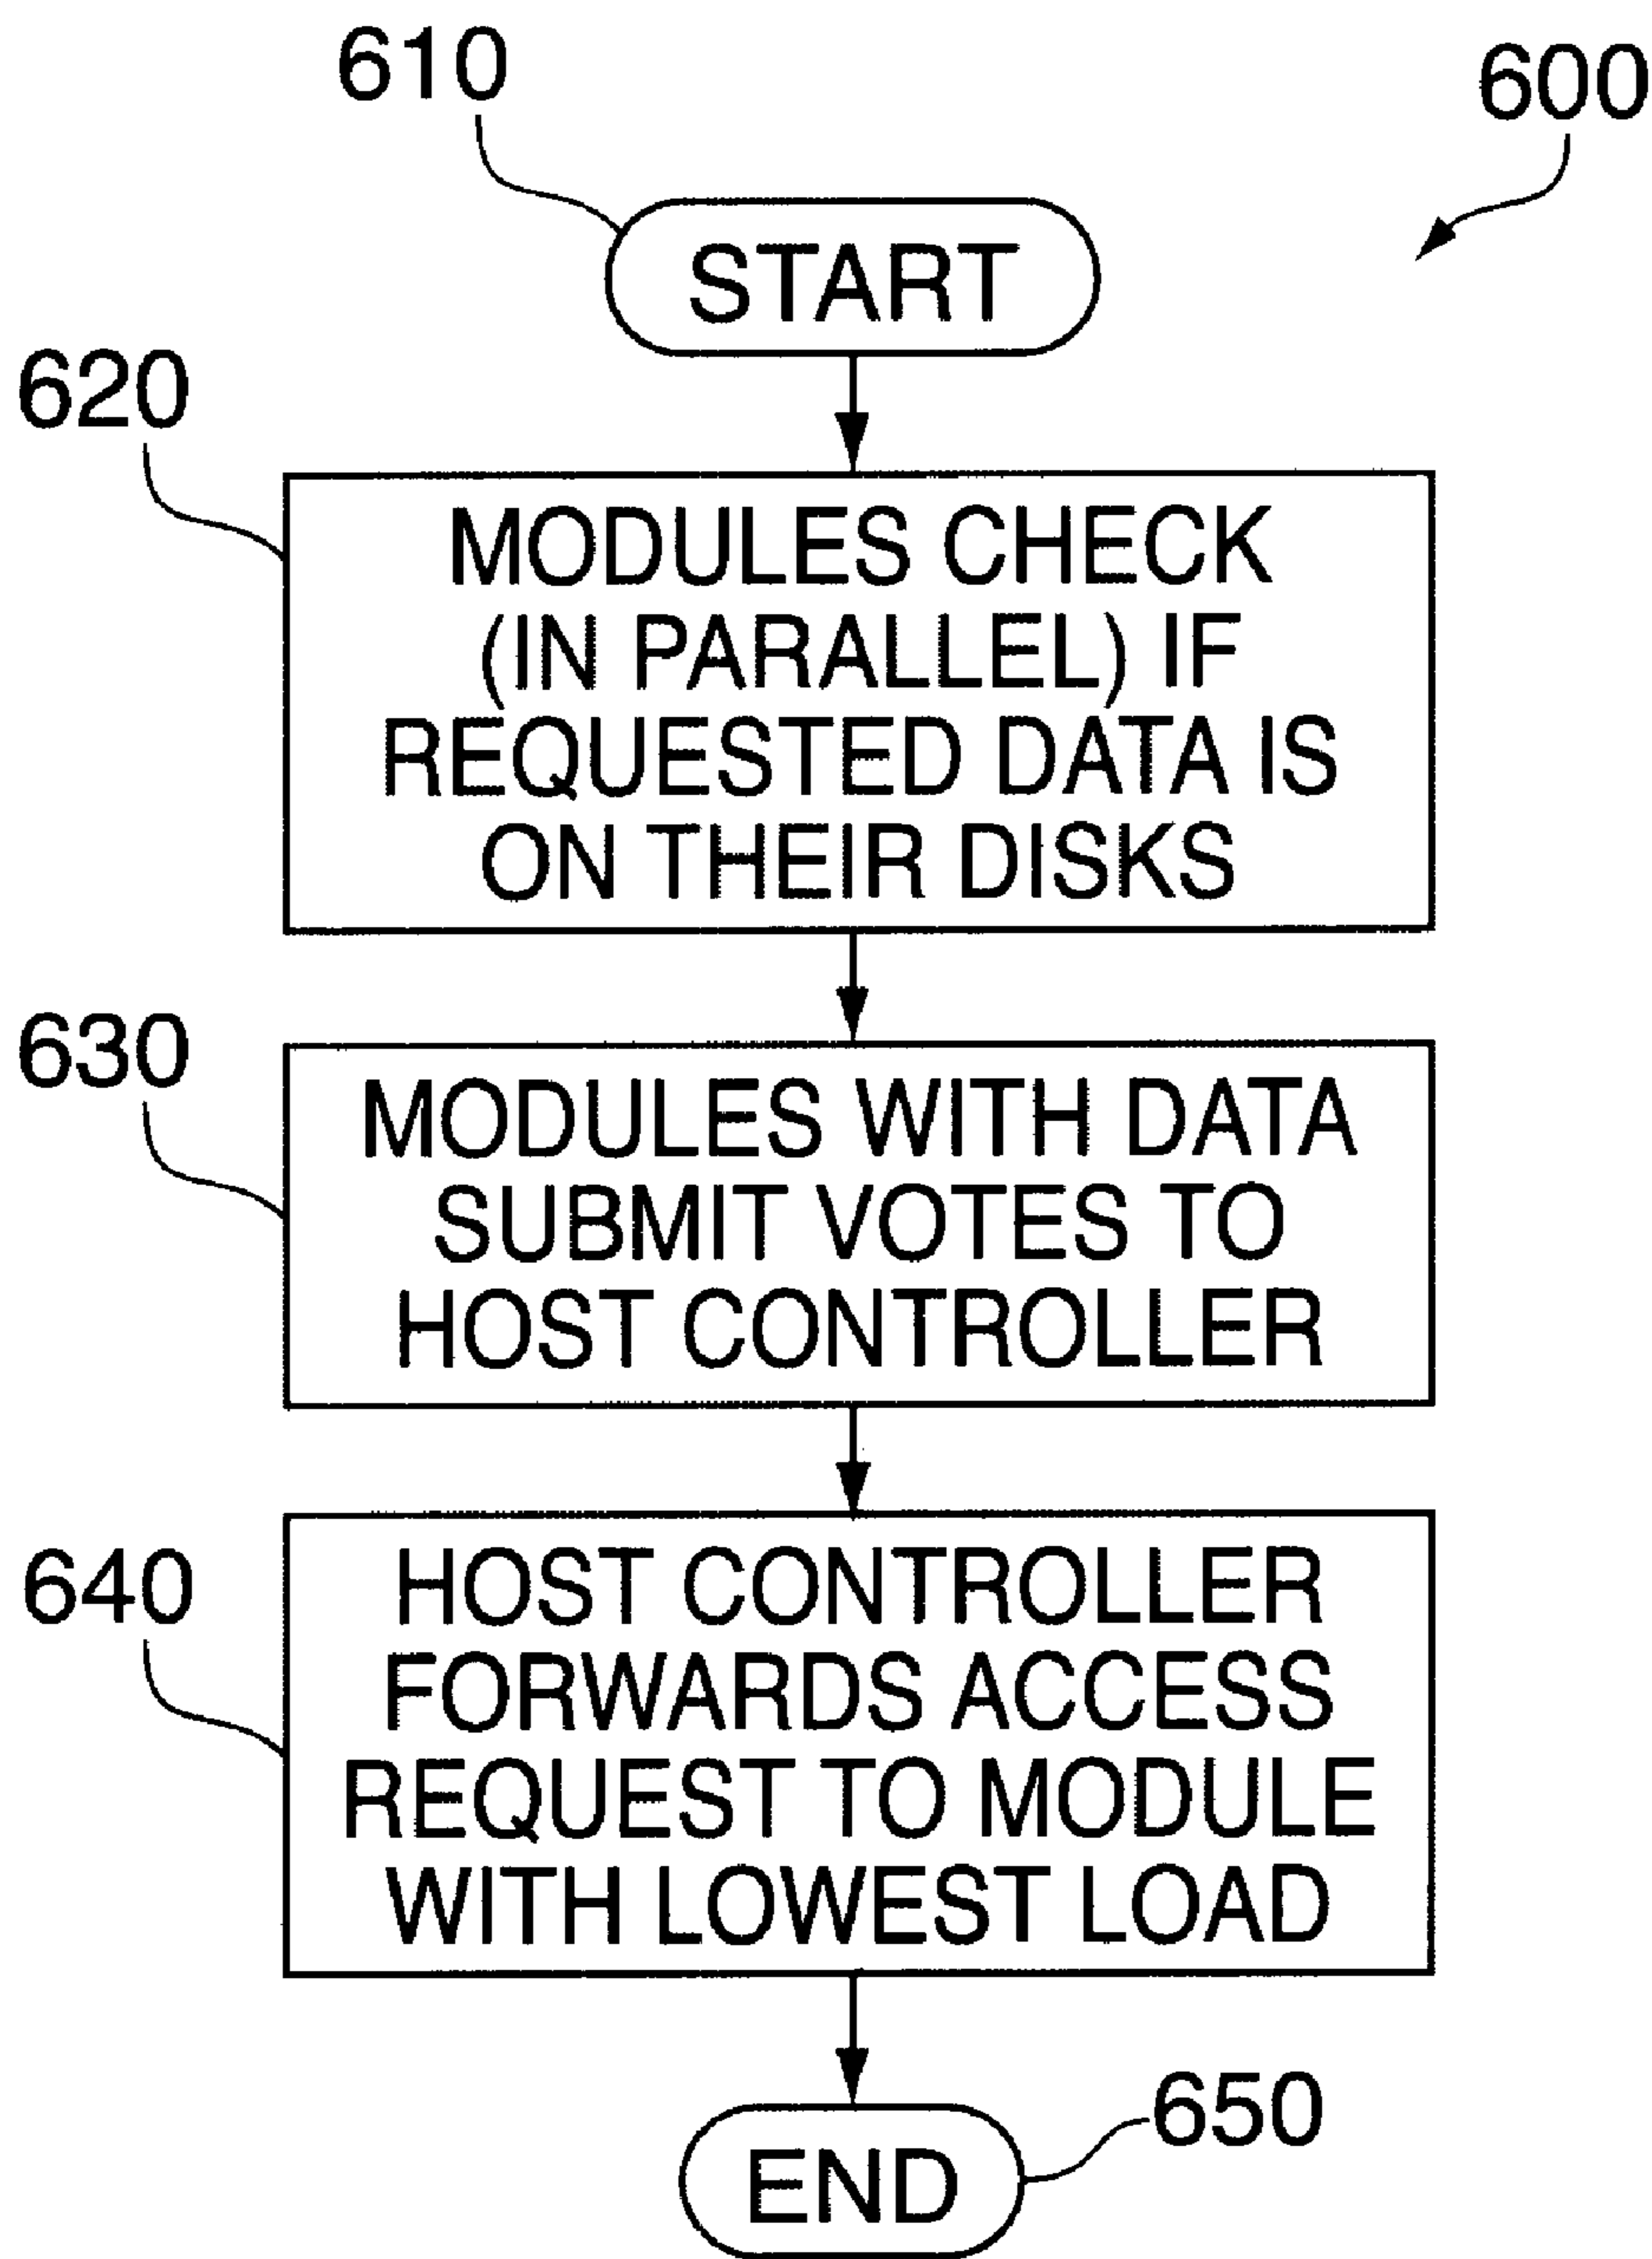 610
600
START
620
MODULES CHECK
(IN PARALLEL) IF
REQUESTED DATA IS
ON THEIR DISKS
630
MODULES WITH DATA
SUBMIT VOTES TO
HOST CONTROLLER
640
HOST CONTROLLER
FORWARDS ACCESS
REQUEST TO MODULE
WITH LOWEST LOAD
650
END